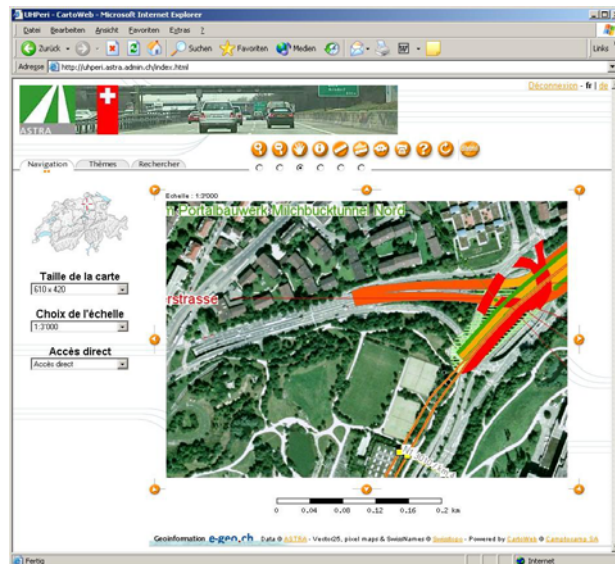 UHPeri - CartoWeb - Microsoft Internet Explorer
Datei Bearbeiten Ansicht Favoriten Extras ?
Zurück Suchen Favoriten Medien
Links
Adresse http://uhperi.astra.admin.ch/index.html
Déconnexion - fr | de
ASTRA
Navigation Thèmes Rechercher
Echelle : 1:3'000
Portalbauwerk Milchbucktunnel Nord
rstrasse
Taille de la carte
610 x 420
Choix de l'échelle
1:3'000
Accès direct
Accès direct
0 0.04 0.08 0.12 0.16 0.2 km
Geoinformation e-geo.ch Data © ASTRA - Vector25, pixel maps & SwissNames © Swisstopo - Powered by CartoWeb © Camptocamp SA
Fertig Internet